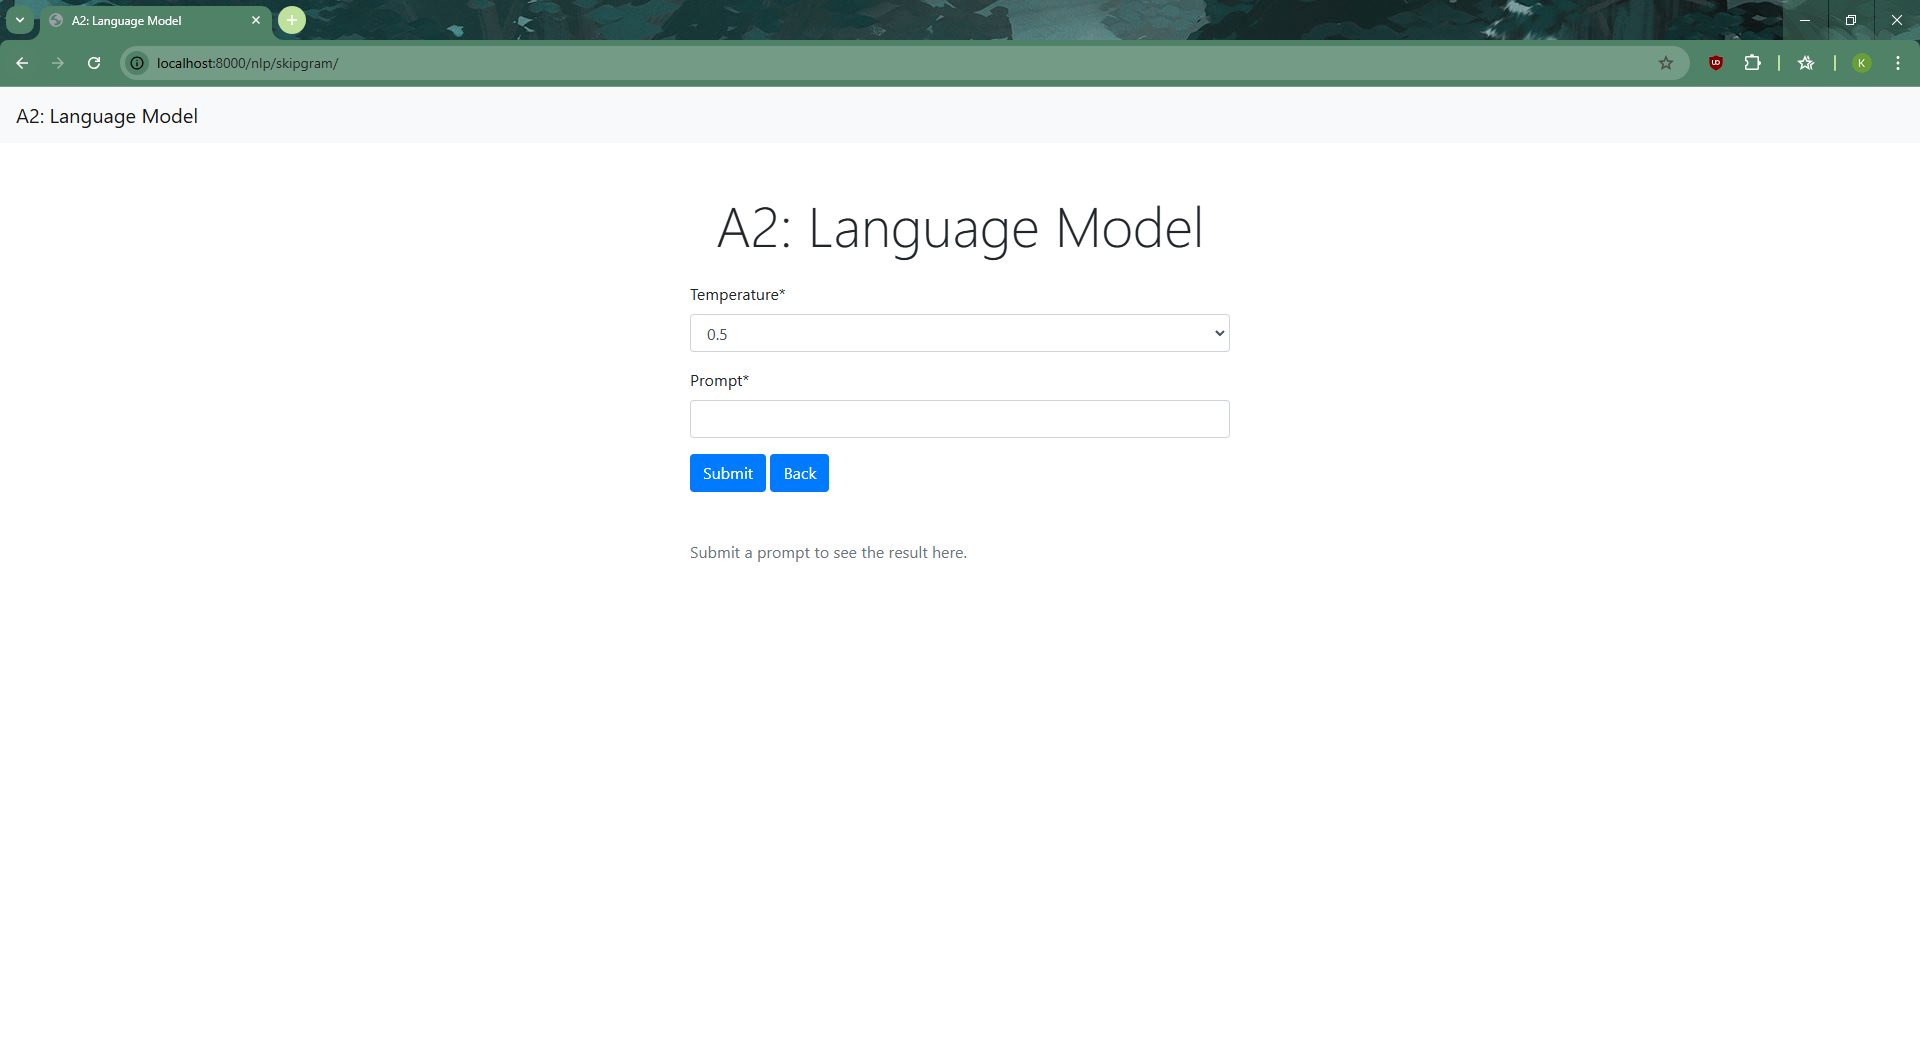 A2: Language Model
localhost:8000/nlp/skipgram/
K
A2: Language Model
A2: Language Model
Temperature*
0.5
Prompt*
Submit Back
Submit a prompt to see the result here.